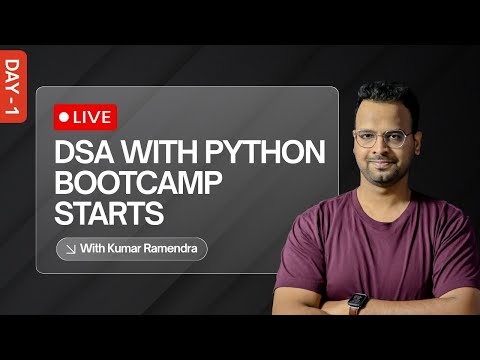 DAY - 1
LIVE
DSA WITH PYTHON
BOOTCAMP
STARTS
With Kumar Ramendra